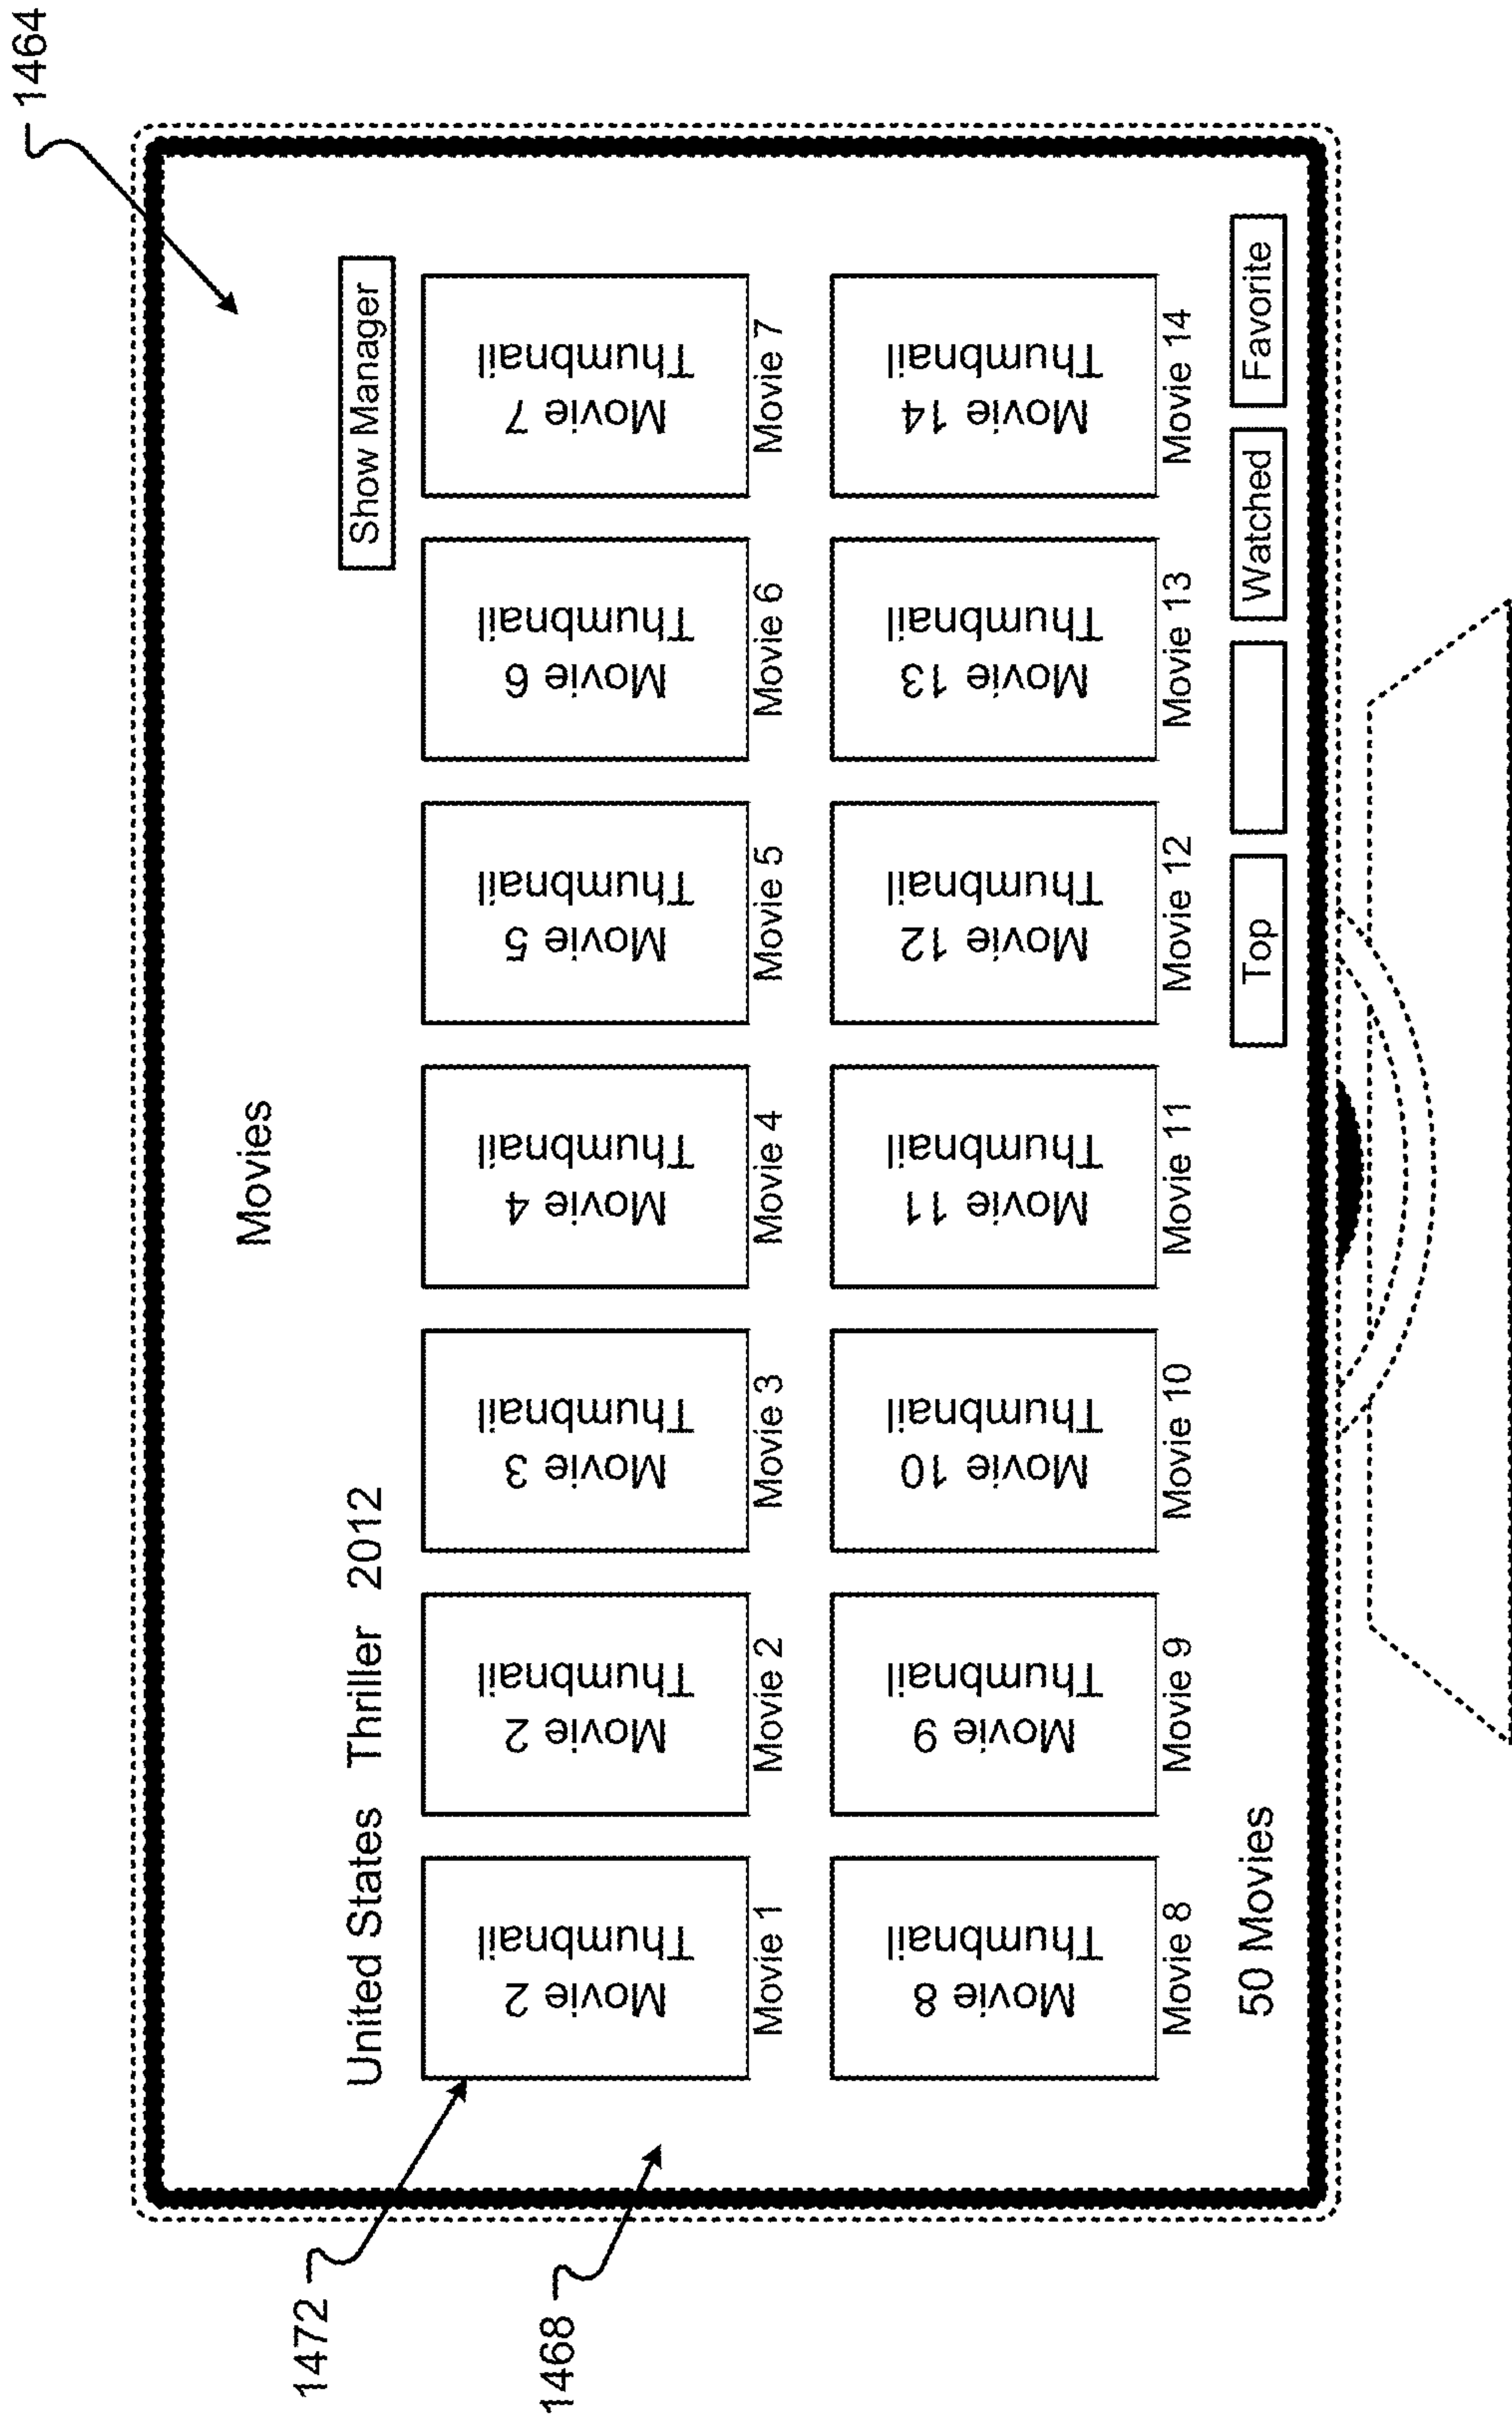 1464
Movies
United States Thriller 2012
Show Manager
1472
Movie 2
Thumbnail
Movie 2
Thumbnail
Movie 3
Thumbnail
Movie 4
Thumbnail
Movie 5
Thumbnail
Movie 6
Thumbnail
Movie 7
Thumbnail
Movie 1
Movie 2
Movie 3
Movie 4
Movie 5
Movie 6
Movie 7
1468
Movie 8
Thumbnail
Movie 9
Thumbnail
Movie 10
Thumbnail
Movie 11
Thumbnail
Movie 12
Thumbnail
Movie 13
Thumbnail
Movie 14
Thumbnail
Movie 8
Movie 9
Movie 10
Movie 11
Movie 12
Movie 13
Movie 14
50 Movies
Top
Watched
Favorite